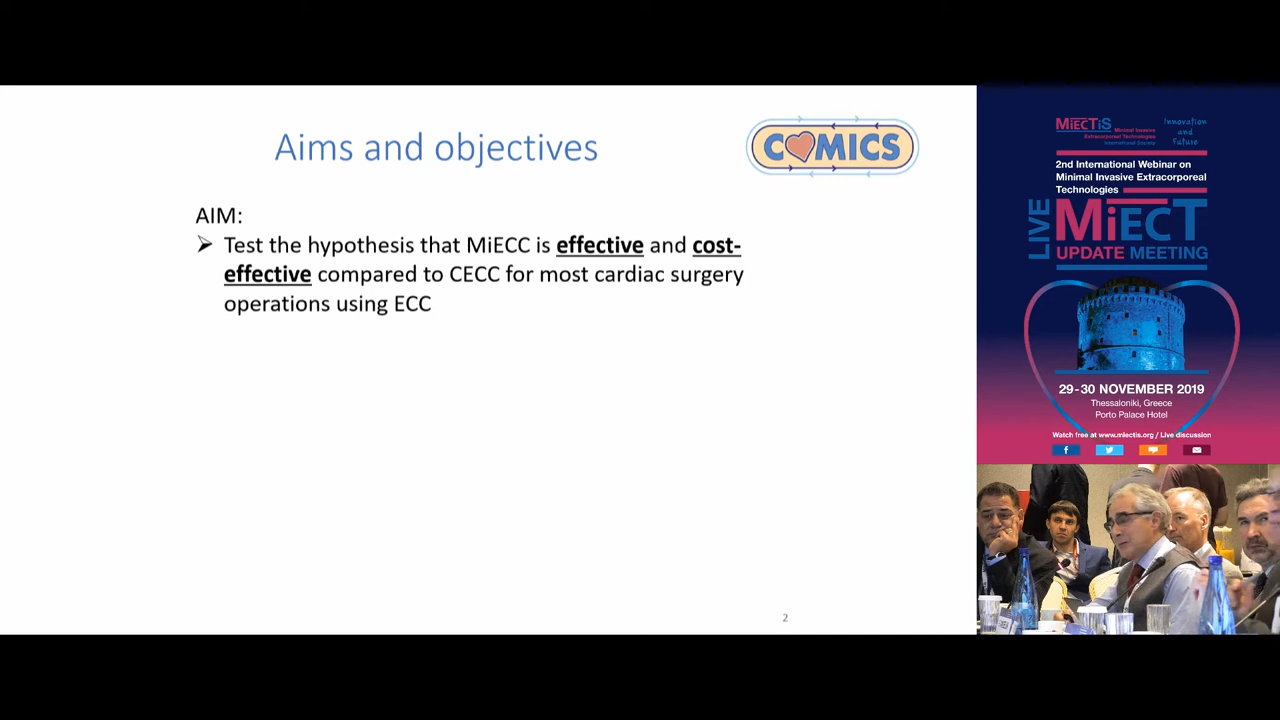 Aims and objectives
COMICS
AIM:
Test the hypothesis that MiECC is effective and cost-
effective compared to CECC for most cardiac surgery
operations using ECC
2
MiECTiS
Minimal Invasive
Extracorporeal Technologies
International Society
Innovation
and
Future
2nd International Webinar on
Minimal Invasive Extracorporeal
Technologies
LIVE
MiECT
UPDATE MEETING
29-30 NOVEMBER 2019
Thessaloniki, Greece
Porto Palace Hotel
Watch free at www.miectis.org / Live discussion